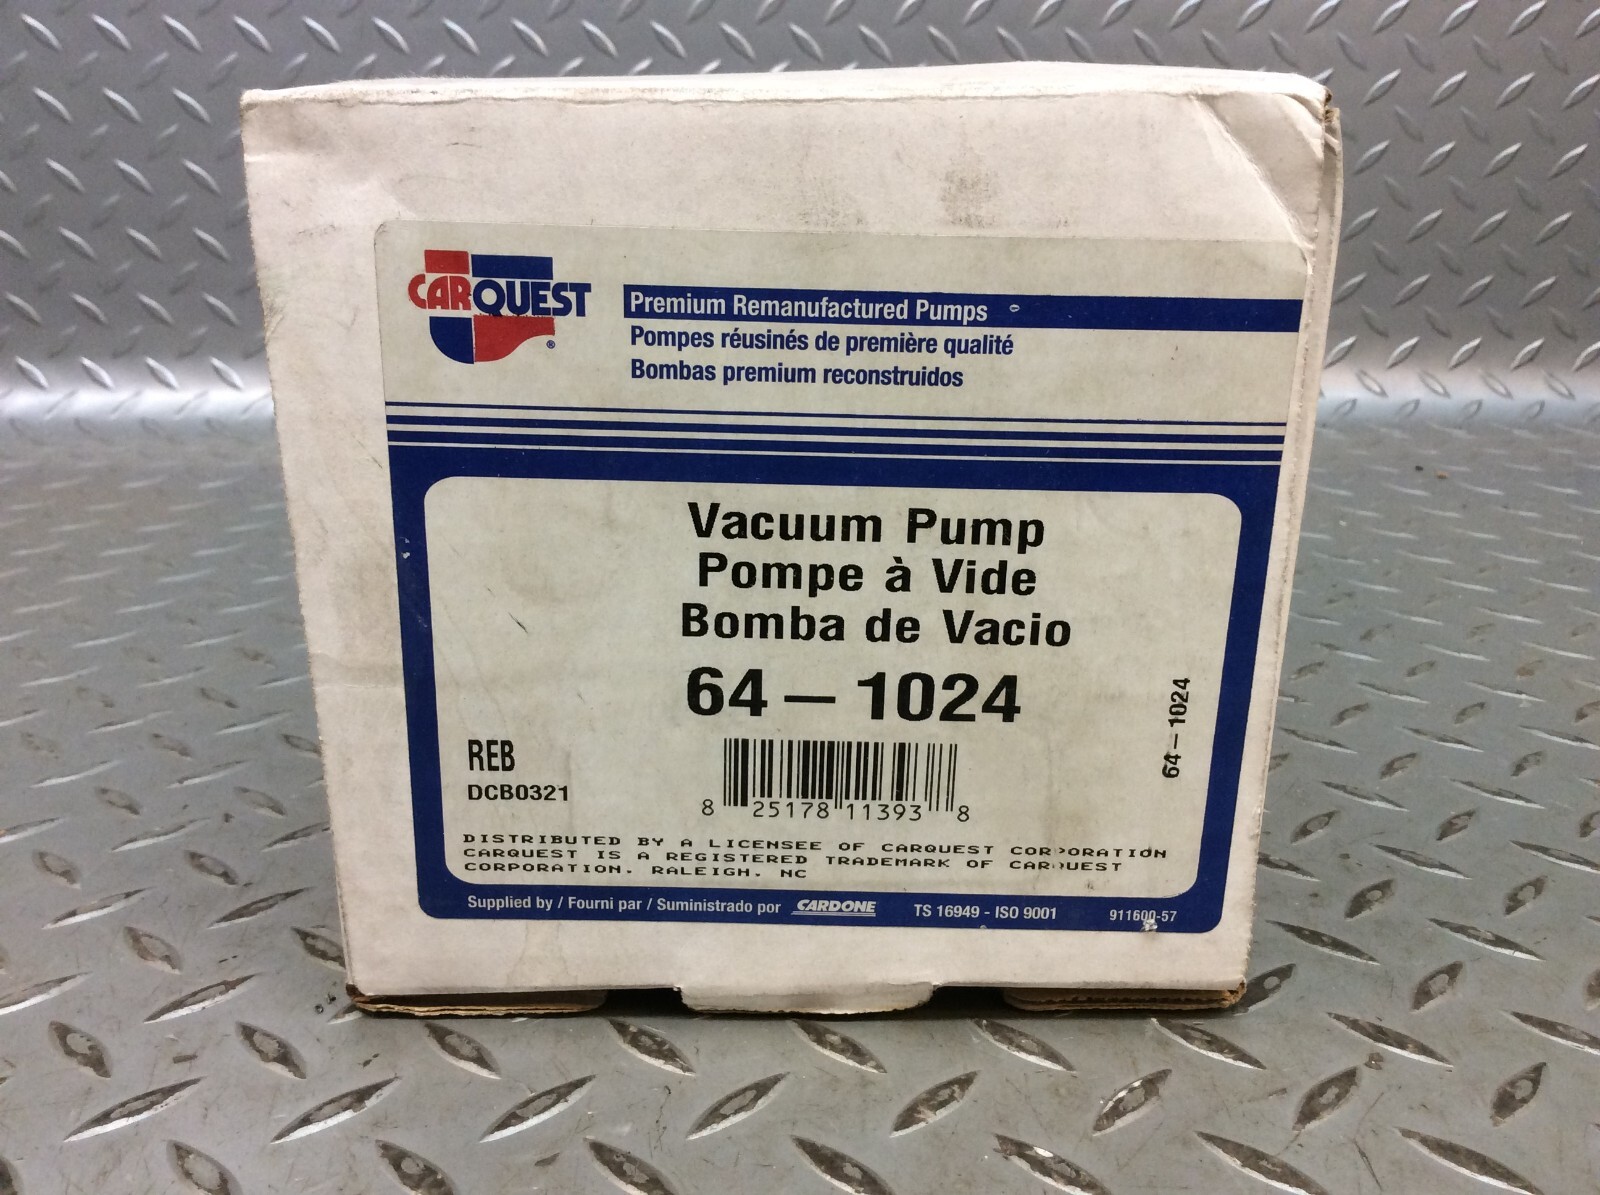 CARQUEST®
Premium Remanufactured Pumps
Pompes réusinés de première qualité
Bombas premium reconstruidos
Vacuum Pump
Pompe à Vide
Bomba de Vacio
64-1024
64-1024
REB
DCB0321
8 25178 11393 8
DISTRIBUTED BY A LICENSEE OF CARQUEST CORPORATION
CARQUEST IS A REGISTERED TRADEMARK OF CARQUEST
CORPORATION. RALEIGH. NC
Supplied by / Fourni par / Suministrado por CARDONE TS 16949 - ISO 9001 911600-57